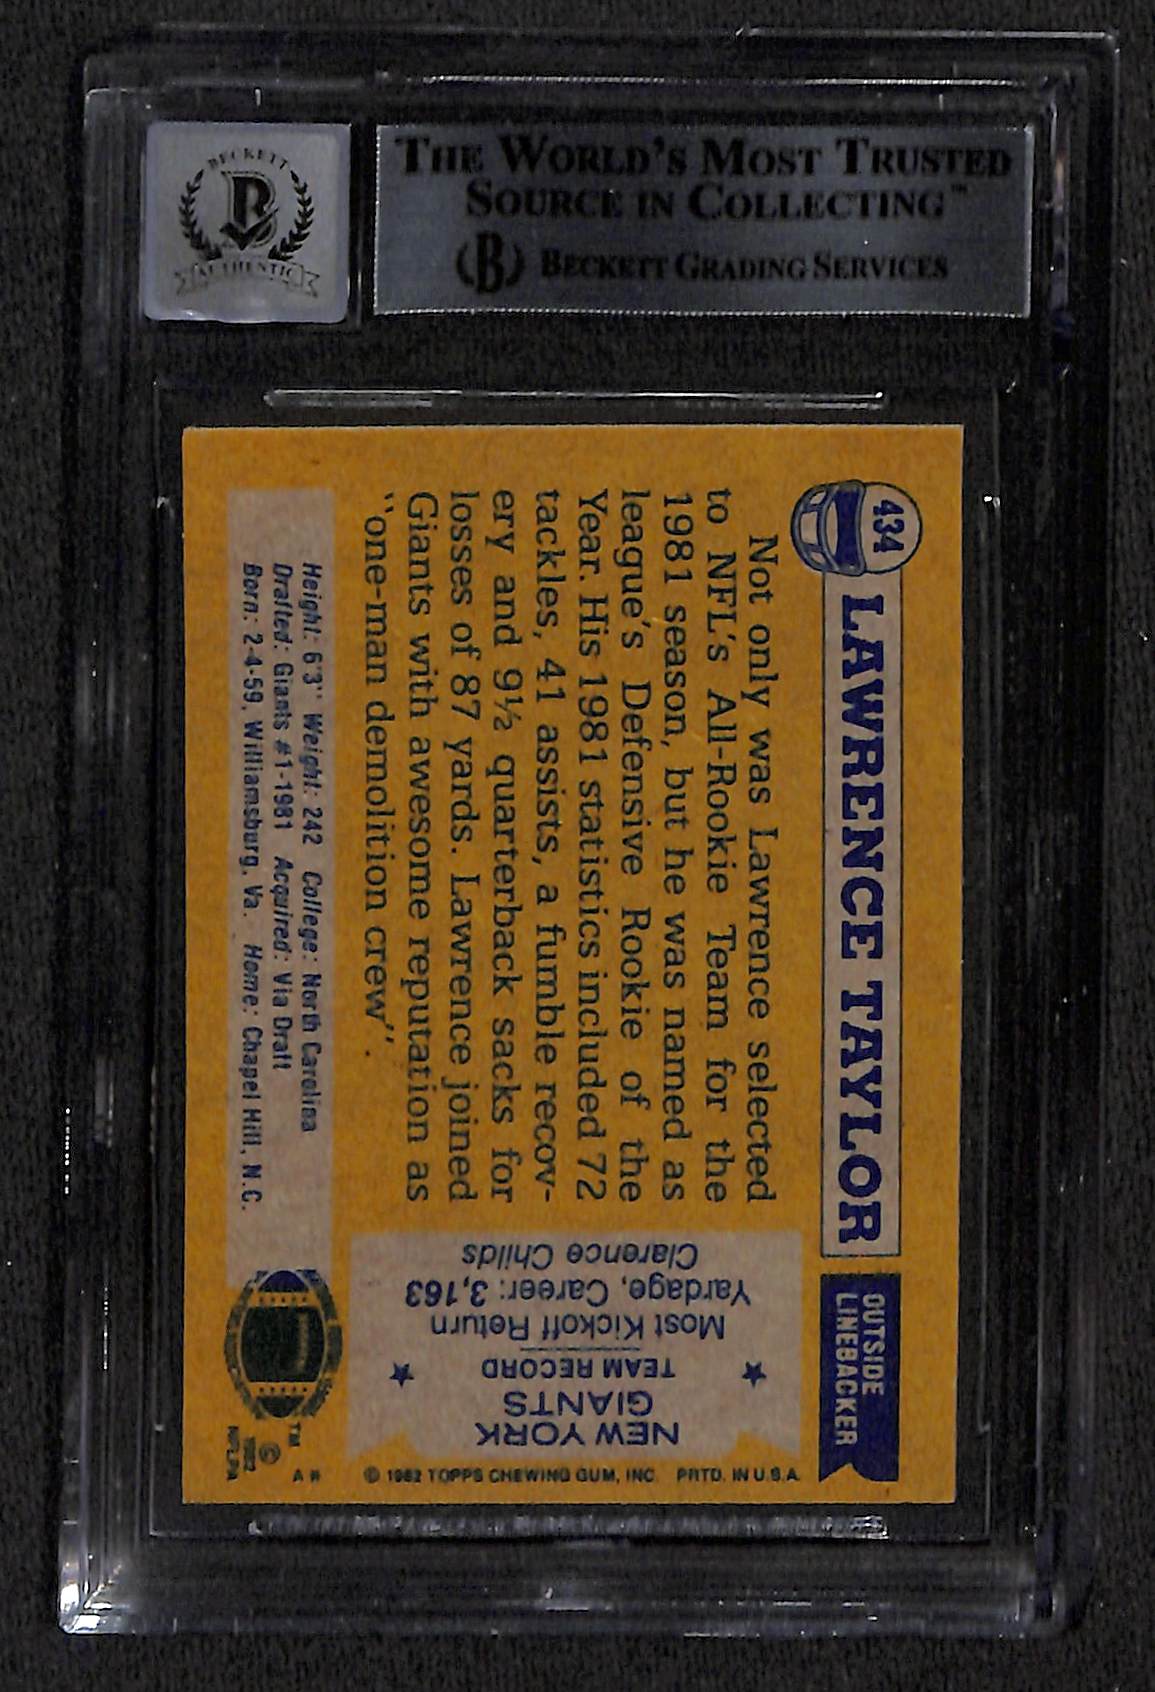 BECKETT
B
AUTHENTIC
THE WORLD'S MOST TRUSTED
SOURCE IN COLLECTING™
(B) BECKETT GRADING SERVICES
434
LAWRENCE TAYLOR
OUTSIDE
LINEBACKER
Not only was Lawrence selected
to NFL's All-Rookie Team for the
1981 season, but he was named as
league's Defensive Rookie of the
Year. His 1981 statistics included 72
tackles, 41 assists, a fumble recov-
ery and 9½ quarterback sacks for
losses of 87 yards. Lawrence joined
Giants with awesome reputation as
"one-man demolition crew".
Height: 6'3" Weight: 242 College: North Carolina
Drafted: Giants #1-1981 Acquired: Via Draft
Born: 2-4-59, Williamsburg, Va. Home: Chapel Hill, N.C.
NEW YORK
GIANTS
TEAM RECORD
Most Kickoff Return
Yardage, Career: 3,163
Clarence Childs
TM
© 1982
NFLPA
© 1982 TOPPS CHEWING GUM, INC. PRTD. IN U.S.A.